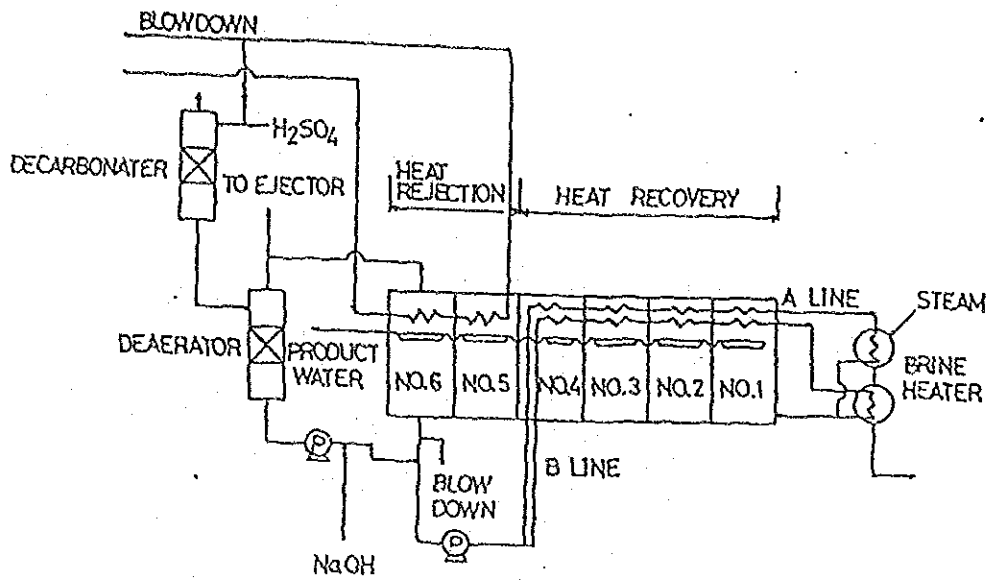 BLOWDOWN
H₂SO₄
DECARBONATER
TO EJECTOR
HEAT
REJECTION
HEAT RECOVERY
A LINE
STEAM
DEAERATOR
PRODUCT
WATER
NO.6
NO.5
NO.4
NO.3
NO.2
NO.1
BRINE
HEATER
P
B LINE
BLOW
DOWN
P
NaOH